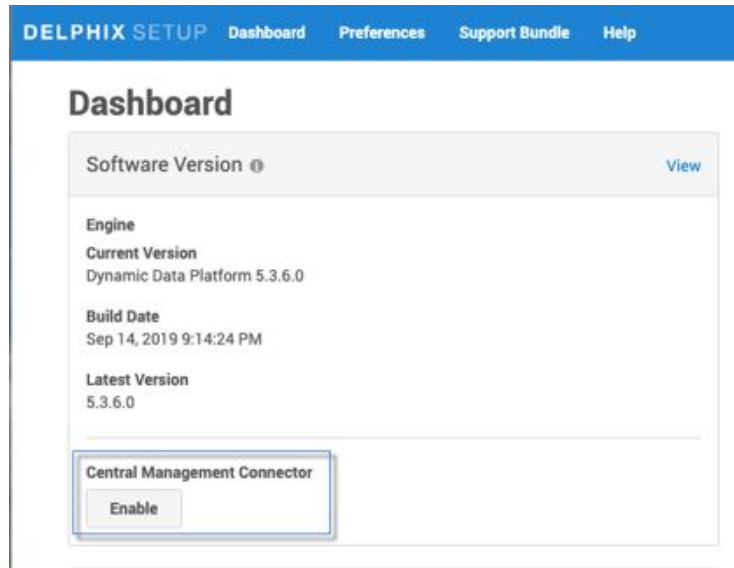 DELPHIX SETUP Dashboard Preferences Support Bundle Help
Dashboard
Software Version View
Engine
Current Version
Dynamic Data Platform 5.3.6.0
Build Date
Sep 14, 2019 9:14:24 PM
Latest Version
5.3.6.0
Central Management Connector
Enable